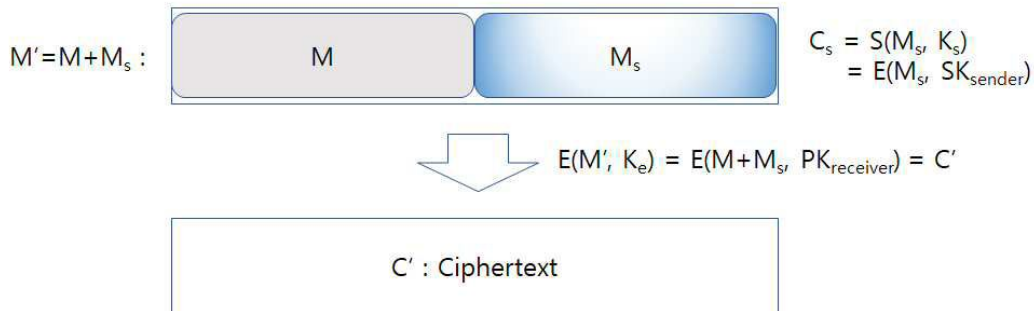 M'=M+Ms :
M
Ms
Cs = S(Ms, Ks)
= E(Ms, SKsender)
E(M', Ke) = E(M+Ms, PKreceiver) = C'
C' : Ciphertext